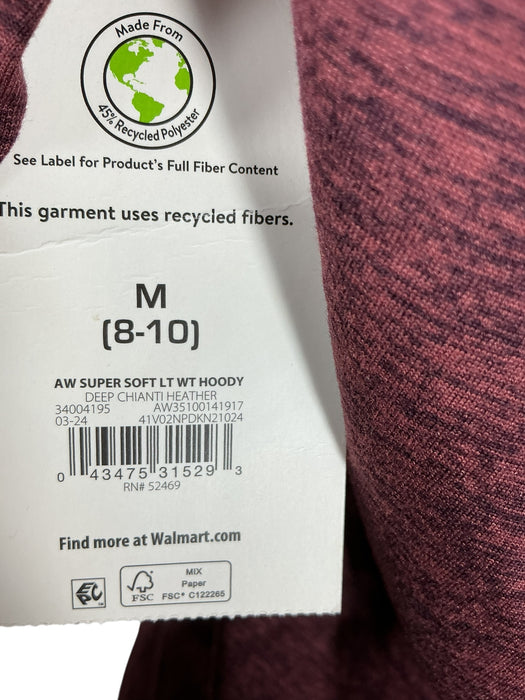 Made From
45% Recycled Polyester
See Label for Product's Full Fiber Content
This garment uses recycled fibers.
M
(8-10)
AW SUPER SOFT LT WT HOODY
DEEP CHIANTI HEATHER
34004195 AW35100141917
03-24 41V02NPDKN21024
0 43475 31529 3
RN# 52469
Find more at Walmart.com
EPC
FSC
MIX
Paper
FSC® C122265